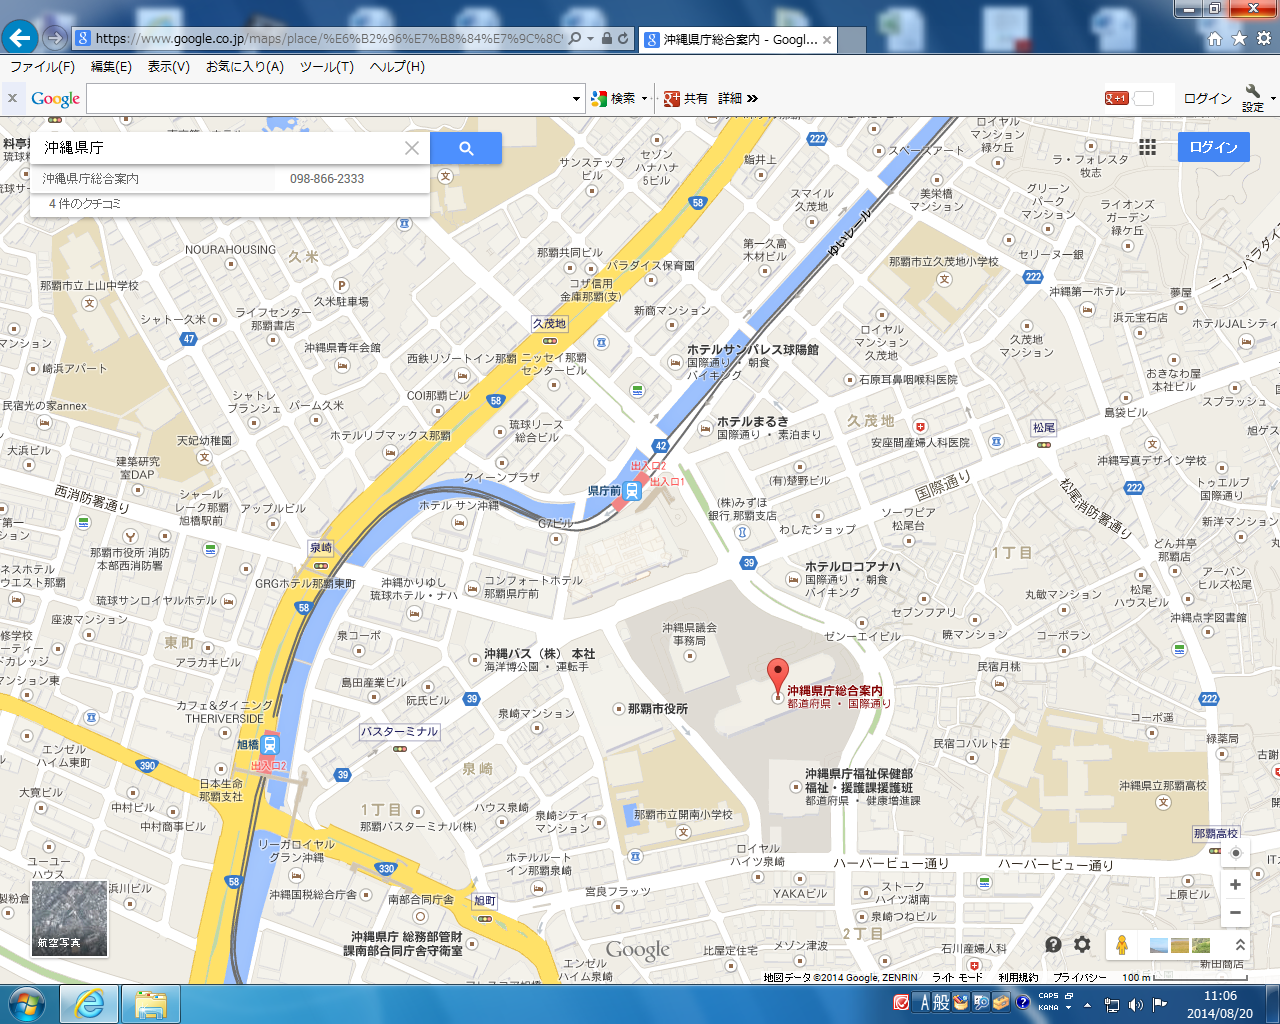 https://www.google.co.jp/maps/place/%E6%B2%96%E7%B8%84%E7%9C%8C
沖縄県庁総合案内 - Googl...
ファイル(F) 編集(E) 表示(V) お気に入り(A) ツール(T) ヘルプ(H)
Google
検索
共有
詳細
ログイン
設定
沖縄県庁
沖縄県庁総合案内 098-866-2333
4 件のクチコミ
ログイン
サンステップ
ビル
セゾン
ハナハナ
5ビル
222
ロイヤル
マンション
緑ヶ丘
スペースアート
ラ・フォレスタ
牧志
スマイル
久茂地
美栄橋
マンション
グリーン
パーク
マンション
ライオンズ
ガーデン
緑ケ丘
58
NOURAHOUSING
久米
那覇共同ビル
第一久高
木材ビル
ゆいレール
セリーヌ一銀
パラダイス保育園
那覇市立久茂地小学校
222
那覇市立上山中学校
久米駐車場
コザ信用
金庫那覇(支)
沖縄第一ホテル
夢屋
シャトー久米
ライフセンター
那覇書店
久茂地
新商マンション
ロイヤル
マンション
久茂地
久茂地
マンション
浜元宝石店
ホテルJALシティ
47
沖縄県青年会館
西鉄リゾートイン那覇
ニッセイ那覇
センタービル
ホテルサンパレス球陽館
国際通り ・ 朝食
バイキング
崎浜アパート
石原耳鼻咽喉科医院
おきなわ屋
本社ビル
民宿光の家annex
シャトレ
ブランシェ
パーム久米
COI那覇ビル
58
スプラッシュ
島袋ビル
天妃幼稚園
ホテルリブマックス那覇
琉球リース
総合ビル
ホテルまるき
国際通り ・ 素泊まり
久茂地
松尾
大浜ビル
42
安座間産婦人科医院
建築研究
室DAP
クイーンプラザ
出入口2
出入口1
県庁前
(有)楚野ビル
沖縄写真デザイン学校
西消防署通り
シャール
レーク那覇
旭橋駅前
ホテル サン沖縄
国際通り
222
トゥエルブ
国際通り
アップルビル
G7ビル
(株)みずほ
銀行 那覇支店
わしたショップ
ソーワピア
松尾台
松尾消防署通り
新洋マンション
那覇市役所 消防
本部西消防署
泉崎
1丁目
どん丼亭
那覇店
39
GRGホテル那覇東町
沖縄かりゆし
琉球ホテル・ナハ
コンフォートホテル
那覇県庁前
ホテルロコアナハ
国際通り ・ 朝食
バイキング
アーバン
ヒルズ松尾
松尾
ハウスビル
琉球サンロイヤルホテル
58
セブンフアリ
丸敏マンション
座波マンション
沖縄点字図書館
東町
泉コーポ
沖縄県議会
事務局
ゼンーエイビル
暁マンション
コーポラン
アラカキビル
沖縄バス（株） 本社
海洋博公園 ・ 運転手
民宿月桃
島田産業ビル
阮氏ビル
39
沖縄県庁総合案内
都道府県 ・ 国際通り
222
カフェ&ダイニング
THERIVERSIDE
泉崎マンション
那覇市役所
コーポ遥
旭橋
出入口2
バスターミナル
民宿コバルト荘
緑薬局
エンゼル
ハイム東町
390
39
泉崎
沖縄県庁福祉保健部
福祉・援護課援護班
都道府県 ・ 健康増進課
沖縄県立那覇高校
日本生命
那覇支社
大寛ビル
中村ビル
1丁目
ハウス泉崎
泉崎シティ
マンション
那覇市立開南小学校
中村商事ビル
那覇バスターミナル(株)
那覇高校
ユーユー
ハウス
リーガロイヤル
グラン沖縄
330
ホテルルート
イン那覇泉崎
ロイヤル
ハイツ泉崎
ハーバービュー通り
ハーバービュー通り
58
浜川ビル
沖縄国税総合庁舎
南部合同庁舎
旭町
宮良フラッツ
YAKAビル
ストーク
ハイツ湖南
上原ビル
泉崎つねビル
航空写真
沖縄県庁 総務部管財
課南部合同庁舎守衛室
Google
比屋定住宅
メゾン津波
2丁目
石川産婦人科
エンゼル
ハイム泉崎
新田商店
地図データ ©2014 Google, ZENRIN ライト モード 利用規約 プライバシー 100 m
A 般
CAPS
KANA
11:06
2014/08/20